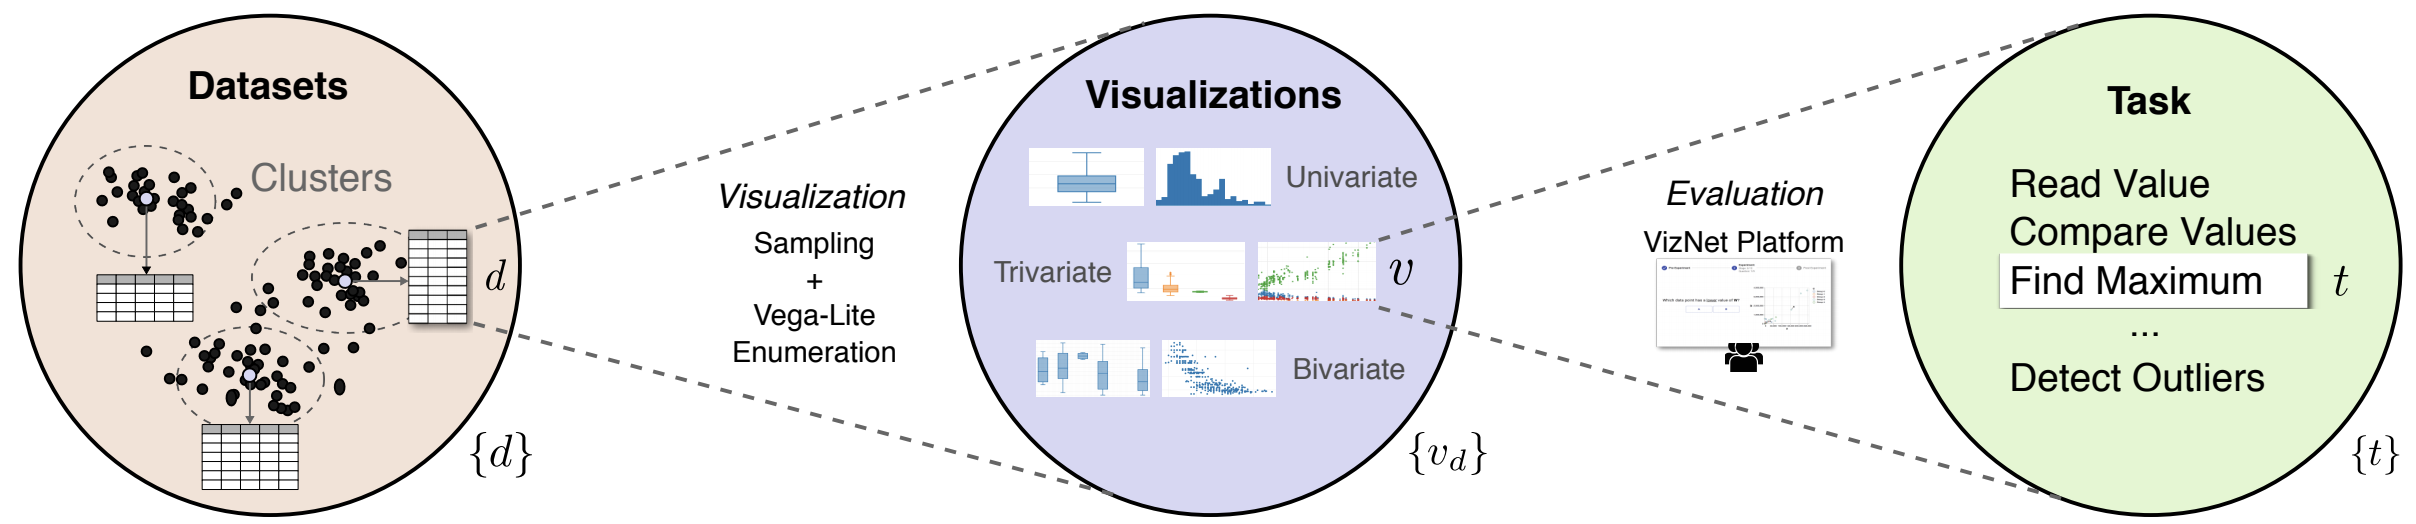 Datasets
Clusters
d
{d}
Visualization
Sampling
+
Vega-Lite
Enumeration
Visualizations
Univariate
Trivariate
v
Bivariate
{v_d}
Evaluation
VizNet Platform
Which data point has a lower value of
Task
Read Value
Compare Values
Find Maximum
t
...
Detect Outliers
{t}